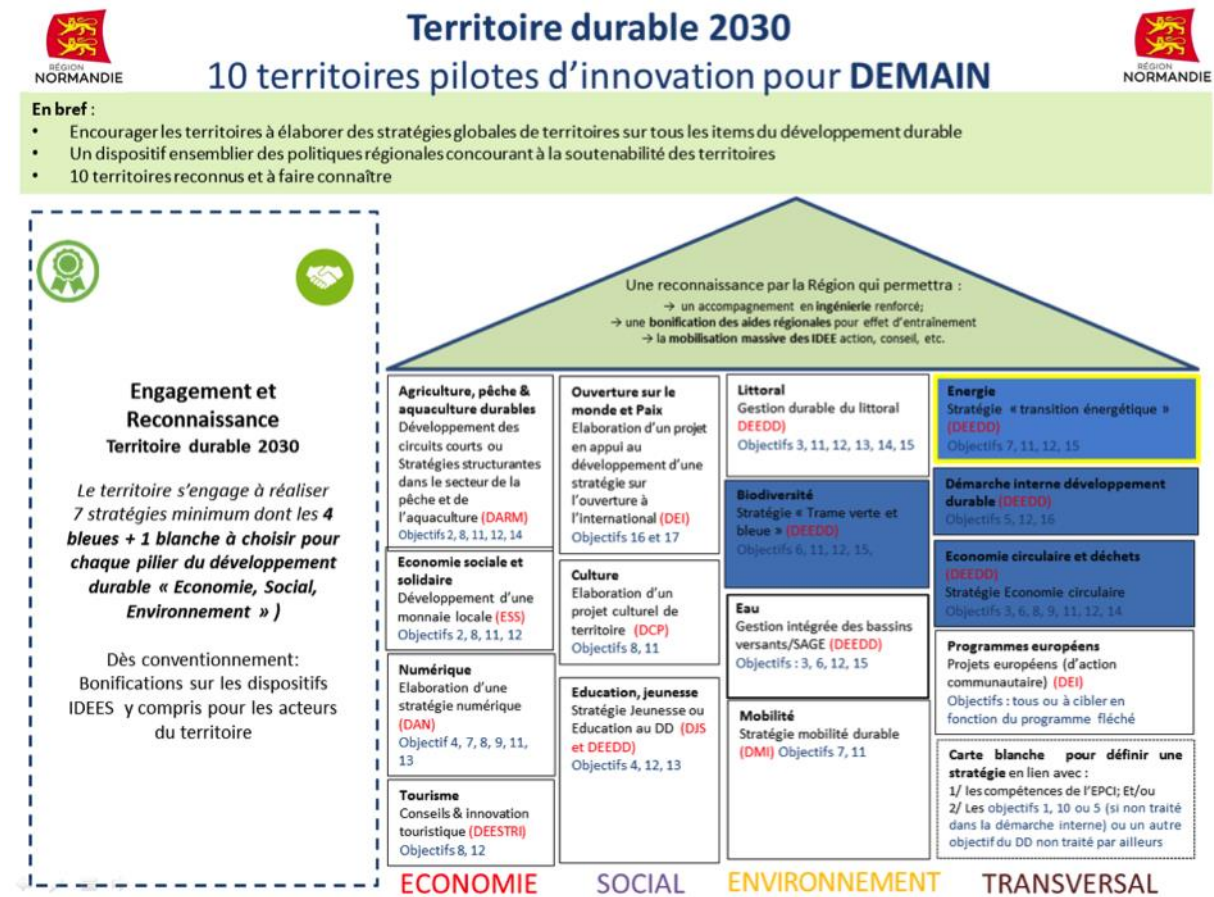 Territoire durable 2030
10 territoires pilotes d'innovation pour DEMAIN
RÉGION
NORMANDIE
RÉGION
NORMANDIE
En bref :
• Encourager les territoires à élaborer des stratégies globales de territoires sur tous les items du développement durable
• Un dispositif ensemblier des politiques régionales concourant à la soutenabilité des territoires
• 10 territoires reconnus et à faire connaître
Engagement et
Reconnaissance
Territoire durable 2030
Le territoire s'engage à réaliser
7 stratégies minimum dont les 4
bleues + 1 blanche à choisir pour
chaque pilier du développement
durable « Economie, Social,
Environnement » )
Dès conventionnement:
Bonifications sur les dispositifs
IDEES y compris pour les acteurs
du territoire
Une reconnaissance par la Région qui permettra :
→ un accompagnement en ingénierie renforcé;
→ une bonification des aides régionales pour effet d'entraînement
→ la mobilisation massive des IDEE action, conseil, etc.
Agriculture, pêche &
aquaculture durables
Développement des
circuits courts ou
Stratégies structurantes
dans le secteur de la
pêche et de
l'aquaculture (DARM)
Objectifs 2, 8, 11, 12, 14
Economie sociale et
solidaire
Développement d'une
monnaie locale (ESS)
Objectifs 2, 8, 11, 12
Numérique
Elaboration d'une
stratégie numérique
(DAN)
Objectif 4, 7, 8, 9, 11,
13
Tourisme
Conseils & innovation
touristique (DEESTRI)
Objectifs 8, 12
ECONOMIE
Ouverture sur le
monde et Paix
Elaboration d'un projet
en appui au
développement d'une
stratégie sur
l'ouverture à
l'international (DEI)
Objectifs 16 et 17
Culture
Elaboration d'un
projet culturel de
territoire (DCP)
Objectifs 8, 11
Education, jeunesse
Stratégie Jeunesse ou
Education au DD (DJS
et DEEDD)
Objectifs 4, 12, 13
SOCIAL
Littoral
Gestion durable du littoral
DEEDD)
Objectifs 3, 11, 12, 13, 14, 15
Biodiversité
Stratégie « Trame verte et
bleue » (DEEDD)
Objectifs 6, 11, 12, 15,
Eau
Gestion intégrée des bassins
versants/SAGE (DEEDD)
Objectifs : 3, 6, 12, 15
Mobilité
Stratégie mobilité durable
(DMI) Objectifs 7, 11
ENVIRONNEMENT
Energie
Stratégie « transition énergétique »
(DEEDD)
Objectifs 7, 11, 12, 15
Démarche interne développement
durable (DEEDD)
Objectifs 5, 12, 16
Economie circulaire et déchets
(DEEDD)
Stratégie Economie circulaire
Objectifs 3, 6, 8, 9, 11, 12, 14
Programmes européens
Projets européens (d'action
communautaire) (DEI)
Objectifs : tous ou à cibler en
fonction du programme fléché
Carte blanche pour définir une
stratégie en lien avec :
1/ les compétences de l'EPCI; Et/ou
2/ Les objectifs 1, 10 ou 5 (si non traité
dans la démarche interne) ou un autre
objectif du DD non traité par ailleurs
TRANSVERSAL